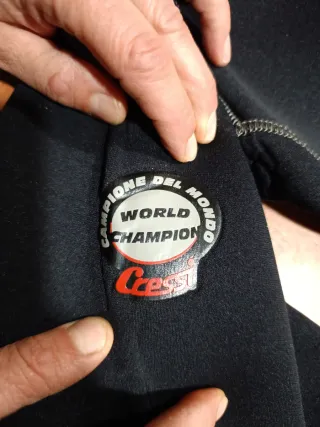 CAMPIONE DEL MONDO
WORLD
CHAMPION
Cressi